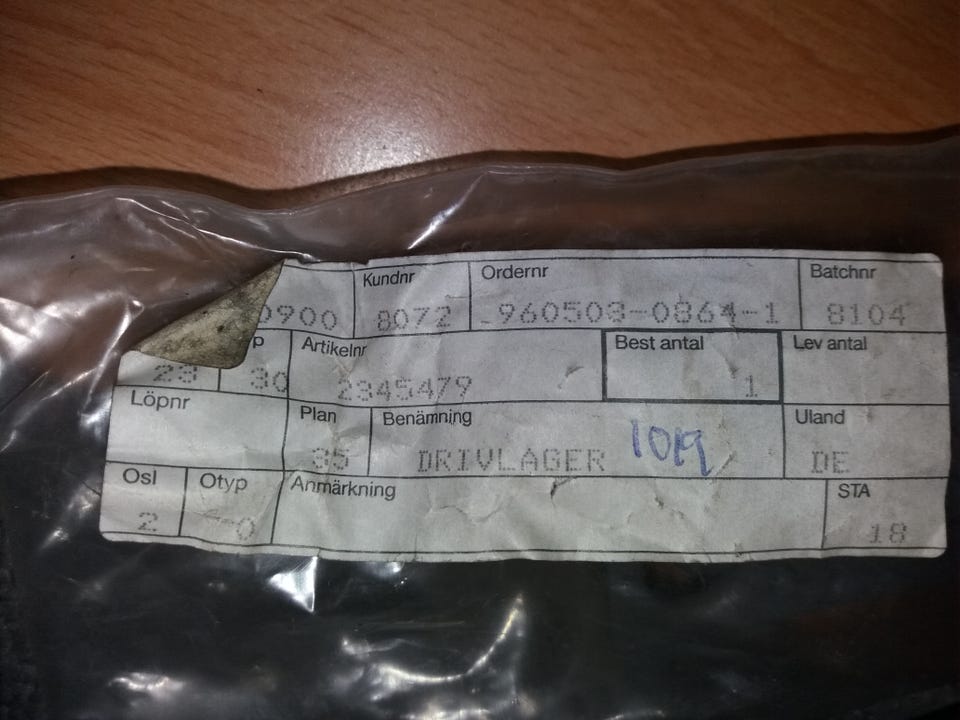 Kundnr Ordernr Batchnr
0900 8072 960503-0864-1 8104
p Artikelnr Best antal Lev antal
23 30 2345479 1
Löpnr Plan Benämning Uland
35 DRIVLAGER 1019 DE
Osl Otyp Anmärkning STA
2 0 18